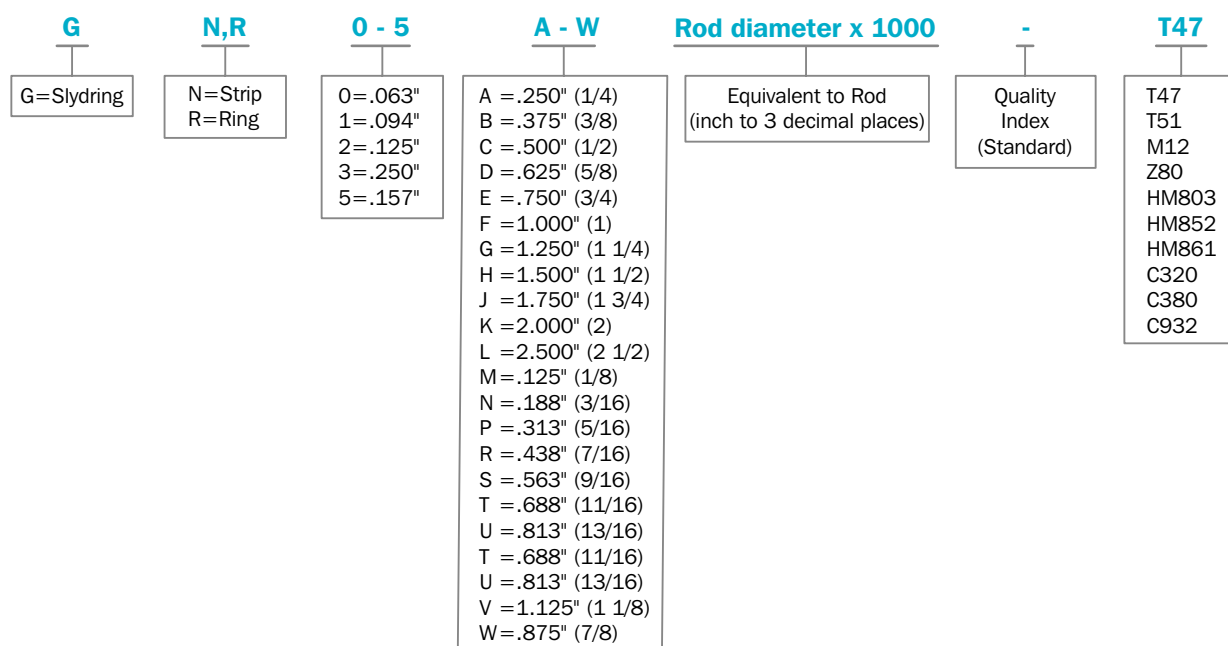 G N,R 0 - 5 A - W Rod diameter x 1000 - T47
G=Slydring
N=Strip
R=Ring
0=.063"
1=.094"
2=.125"
3=.250"
5=.157"
A =.250" (1/4)
B =.375" (3/8)
C =.500" (1/2)
D =.625" (5/8)
E =.750" (3/4)
F =1.000" (1)
G =1.250" (1 1/4)
H =1.500" (1 1/2)
J =1.750" (1 3/4)
K =2.000" (2)
L =2.500" (2 1/2)
M=.125" (1/8)
N =.188" (3/16)
P =.313" (5/16)
R =.438" (7/16)
S =.563" (9/16)
T =.688" (11/16)
U =.813" (13/16)
T =.688" (11/16)
U =.813" (13/16)
V =1.125" (1 1/8)
W=.875" (7/8)
Equivalent to Rod
(inch to 3 decimal places)
Quality
Index
(Standard)
T47
T51
M12
Z80
HM803
HM852
HM861
C320
C380
C932